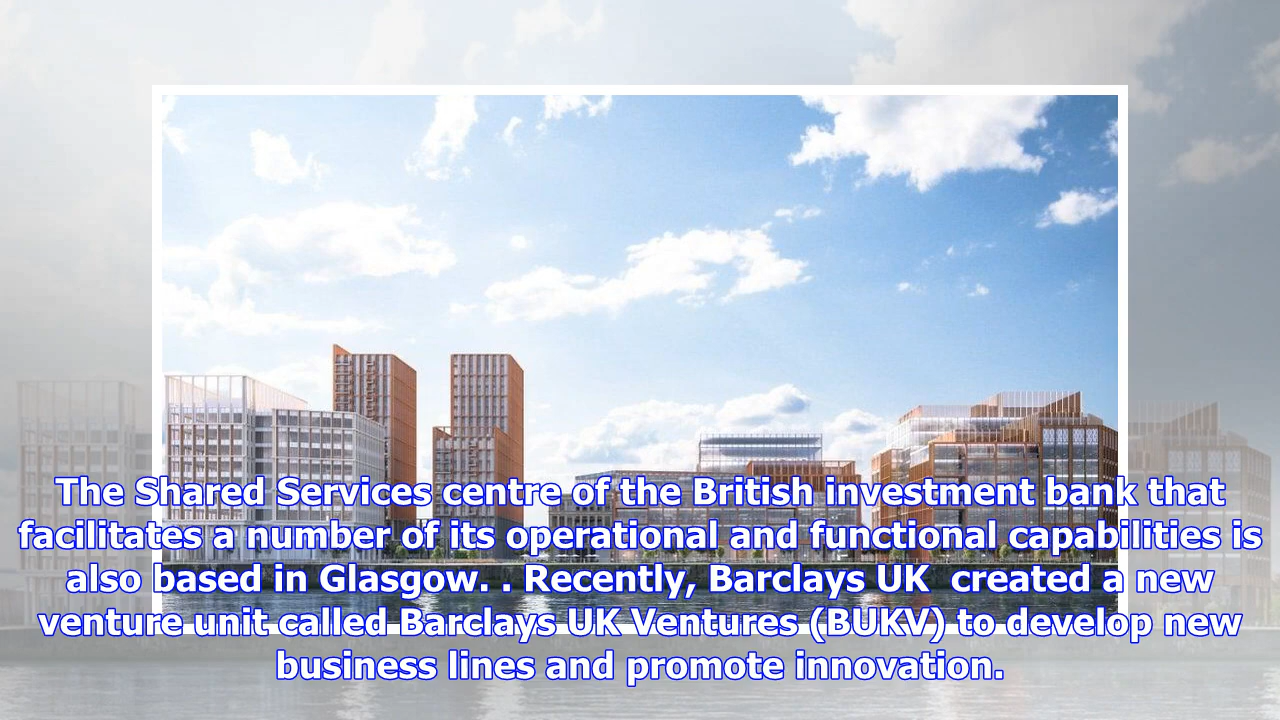 The Shared Services centre of the British investment bank that
facilitates a number of its operational and functional capabilities is
also based in Glasgow. . Recently, Barclays UK  created a new
venture unit called Barclays UK Ventures (BUKV) to develop new
business lines and promote innovation.